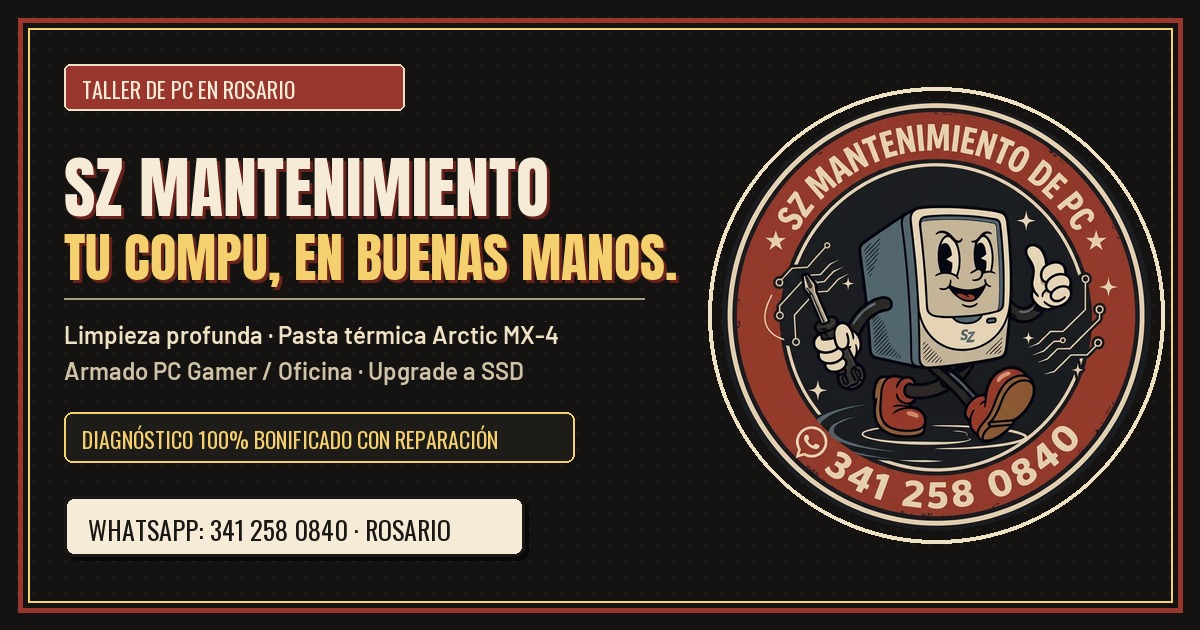 TALLER DE PC EN ROSARIO
SZ MANTENIMIENTO
TU COMPU, EN BUENAS MANOS.
Limpieza profunda · Pasta térmica Arctic MX-4
Armado PC Gamer / Oficina · Upgrade a SSD
DIAGNÓSTICO 100% BONIFICADO CON REPARACIÓN
WHATSAPP: 341 258 0840 · ROSARIO
SZ MANTENIMIENTO DE PC
SZ
341 258 0840